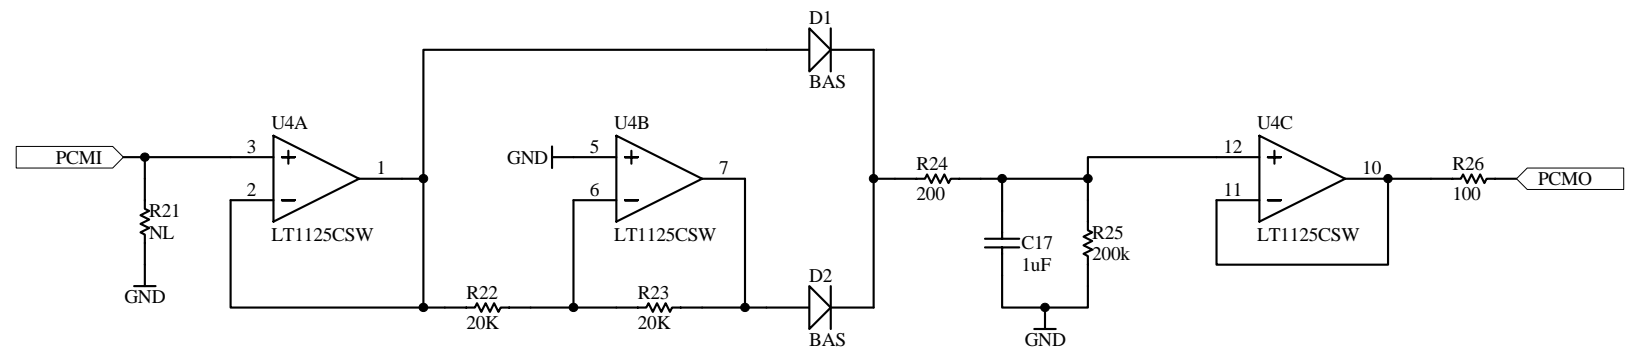 D1
BAS
U4A
U4B
U4C
PCMI
3
1
GND
5
7
12
10
R24
200
R26
100
PCMO
2
6
11
R21
NL
LT1125CSW
LT1125CSW
LT1125CSW
C17
1uF
R25
200k
GND
R22
20K
R23
20K
D2
BAS
GND